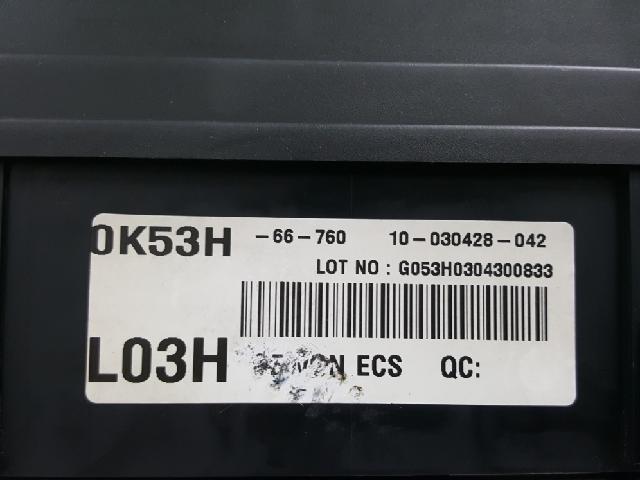 0K53H -66-760 10-030428-042
LOT NO : G053H0304300833
L03H ECS QC: